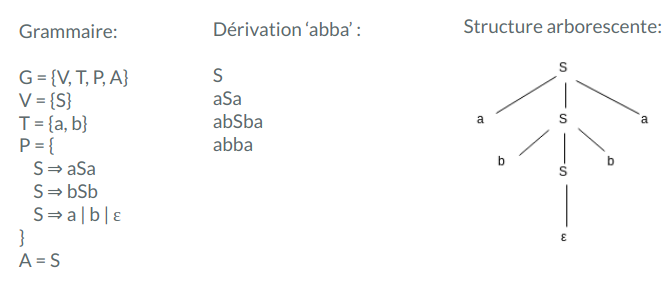 Grammaire:
G = {V, T, P, A}
V = {S}
T = {a, b}
P = {
S ⇒ aSa
S ⇒ bSb
S ⇒ a | b | ε
}
A = S
Dérivation ‘abba’ :
S
aSa
abSba
abba
Structure arborescente:
S
a S a
b b
S
ε